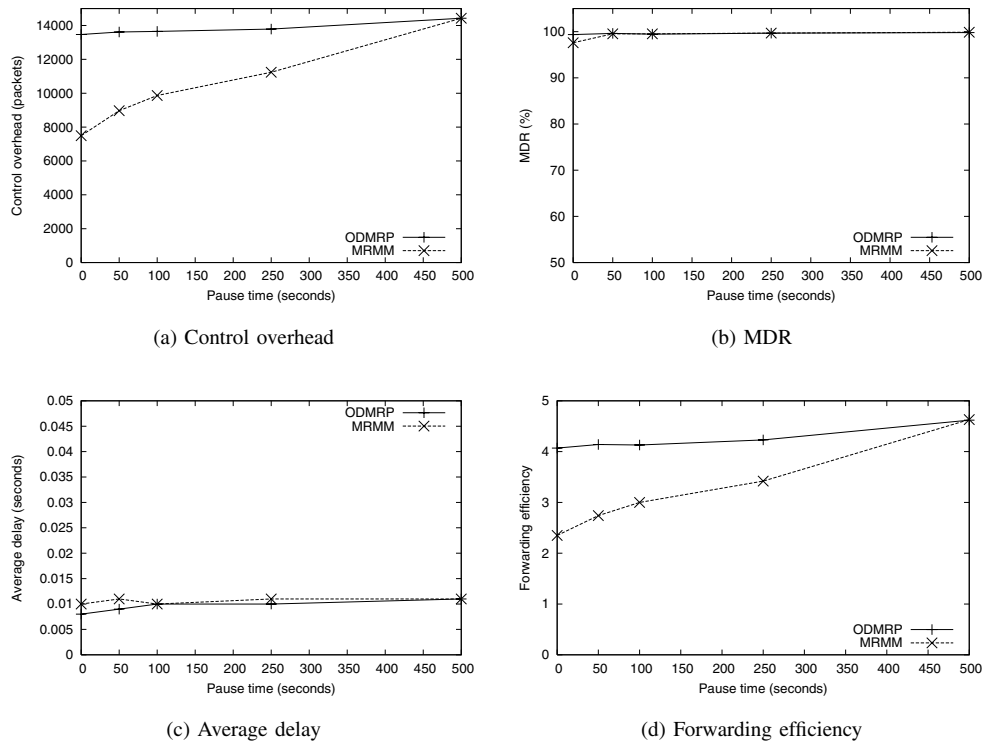 14000
12000
10000
8000
6000
4000
2000
0
Control overhead (packets)
ODMRP
MRMM
0 50 100 150 200 250 300 350 400 450 500
Pause time (seconds)
(a) Control overhead
100
90
80
70
60
50
MDR (%)
ODMRP
MRMM
0 50 100 150 200 250 300 350 400 450 500
Pause time (seconds)
(b) MDR
0.05
0.045
0.04
0.035
0.03
0.025
0.02
0.015
0.01
0.005
0
Average delay (seconds)
ODMRP
MRMM
0 50 100 150 200 250 300 350 400 450 500
Pause time (seconds)
(c) Average delay
5
4
3
2
1
0
Forwarding efficiency
ODMRP
MRMM
0 50 100 150 200 250 300 350 400 450 500
Pause time (seconds)
(d) Forwarding efficiency